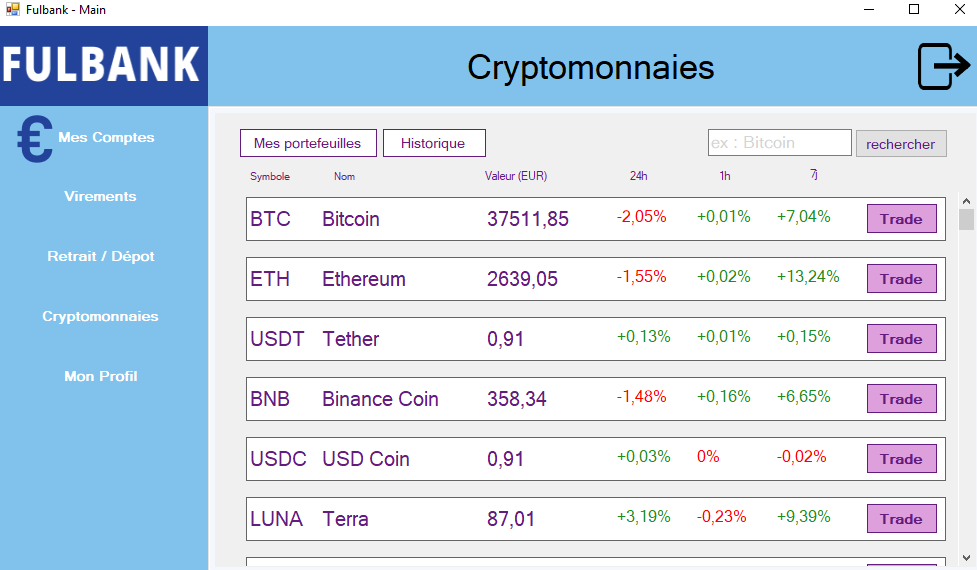 Fulbank - Main
FULBANK
Cryptomonnaies
€ Mes Comptes
Virements
Retrait / Dépot
Cryptomonnaies
Mon Profil
Mes portefeuilles Historique ex : Bitcoin rechercher
Symbole Nom Valeur (EUR) 24h 1h 7j
BTC Bitcoin 37511,85 -2,05% +0,01% +7,04% Trade
ETH Ethereum 2639,05 -1,55% +0,02% +13,24% Trade
USDT Tether 0,91 +0,13% +0,01% +0,15% Trade
BNB Binance Coin 358,34 -1,48% +0,16% +6,65% Trade
USDC USD Coin 0,91 +0,03% 0% -0,02% Trade
LUNA Terra 87,01 +3,19% -0,23% +9,39% Trade